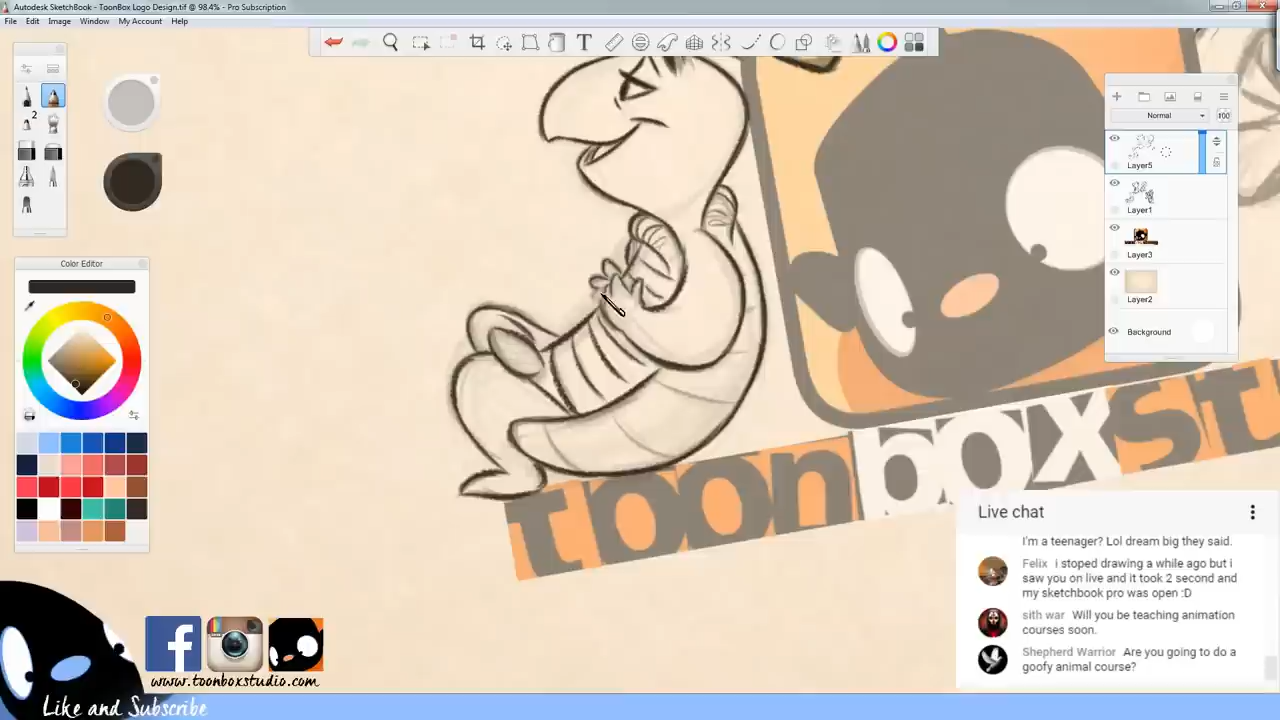 Autodesk SketchBook - ToonBox Logo Design.tif @ 98.4% - Pro Subscription
File Edit Image Window My Account Help
2
Normal
100
Layer5
Layer1
Layer3
Layer2
Background
Color Editor
toonboxst
Live chat
I'm a teenager? Lol dream big they said.
Felix i stoped drawing a while ago but i
saw you on live and it took 2 second and
my sketchbook pro was open :D
sith war Will you be teaching animation
courses soon.
Shepherd Warrior Are you going to do a
goofy animal course?
www.toonboxstudio.com
Like and Subscribe